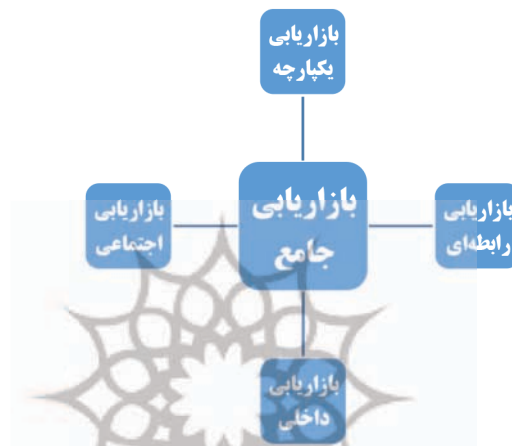 بازاریابی
یکپارچه
بازاریابی
رابطه‌ای
بازاریابی
جامع
بازاریابی
اجتماعی
بازاریابی
داخلی